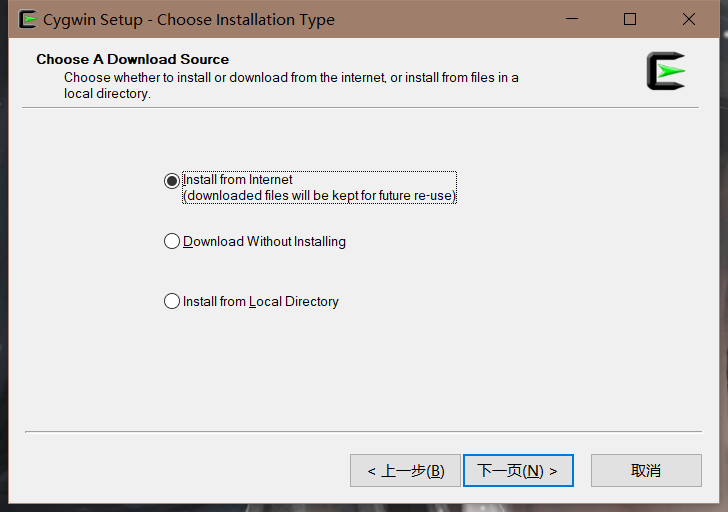 Cygwin Setup - Choose Installation Type
Choose A Download Source
Choose whether to install or download from the internet, or install from files in a
local directory.
Install from Internet
(downloaded files will be kept for future re-use)
Download Without Installing
Install from Local Directory
< 上一步(B)
下一页(N) >
取消